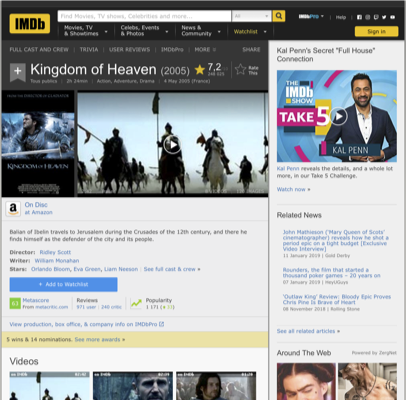 IMDb
Find Movies, TV shows, Celebrities and more...
All
IMDbPro
Help
Movies, TV & Showtimes
Celebs, Events & Photos
News & Community
Watchlist
Sign in
FULL CAST AND CREW | TRIVIA | USER REVIEWS | IMDbPro | MORE
SHARE
Kingdom of Heaven (2005)
7,2
Rate This
Tous publics | 2h 24min | Action, Adventure, Drama | 4 May 2005 (France)
KINGDOM OF HEAVEN
On Disc
at Amazon
Balian of Ibelin travels to Jerusalem during the Crusades of the 12th century, and there he
finds himself as the defender of the city and its people.
Director: Ridley Scott
Writer: William Monahan
Stars: Orlando Bloom, Eva Green, Liam Neeson | See full cast & crew »
+ Add to Watchlist
63
Metascore
From metacritic.com
Reviews
971 user | 240 critic
Popularity
1 171
View production, box office, & company info on IMDbPro
5 wins & 14 nominations. See more awards »
Videos
Kal Penn's Secret "Full House"
Connection
THE IMDb SHOW
TAKE 5
KAL PENN
Kal Penn reveals the details, and a whole
lot more, in our Take 5 Challenge.
Watch now »
Related News
John Mathieson ('Mary Queen of Scots'
cinematographer) reveals how he shot a
period epic on a tight budget [Exclusive
Video Interview]
11 January 2019 | Gold Derby
Rounders, the film that started a
thousand poker games – 20 years on
07 January 2019 | HeyUGuys
'Outlaw King' Review: Bloody Epic Proves
Chris Pine Is Brave of Heart
08 November 2018 | Rolling Stone
See all related articles »
Around The Web
Powered by ZergNet